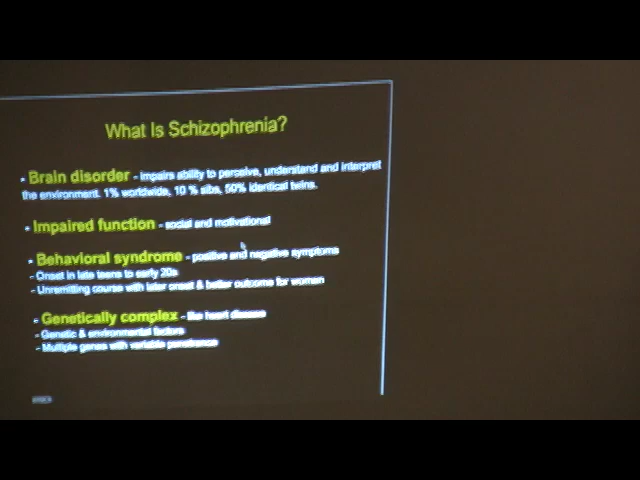 What Is Schizophrenia?
• Brain disorder - impairs ability to perceive, understand and interpret
the environment. 1% worldwide, 10 % sibs, 50% identical twins.
• Impaired function - social and motivational
• Behavioral syndrome - positive and negative symptoms
- Onset in late teens to early 20s
- Unremitting course with later onset & better outcome for women
• Genetically complex - like heart disease
- Genetic & environmental factors
- Multiple genes with variable penetrance